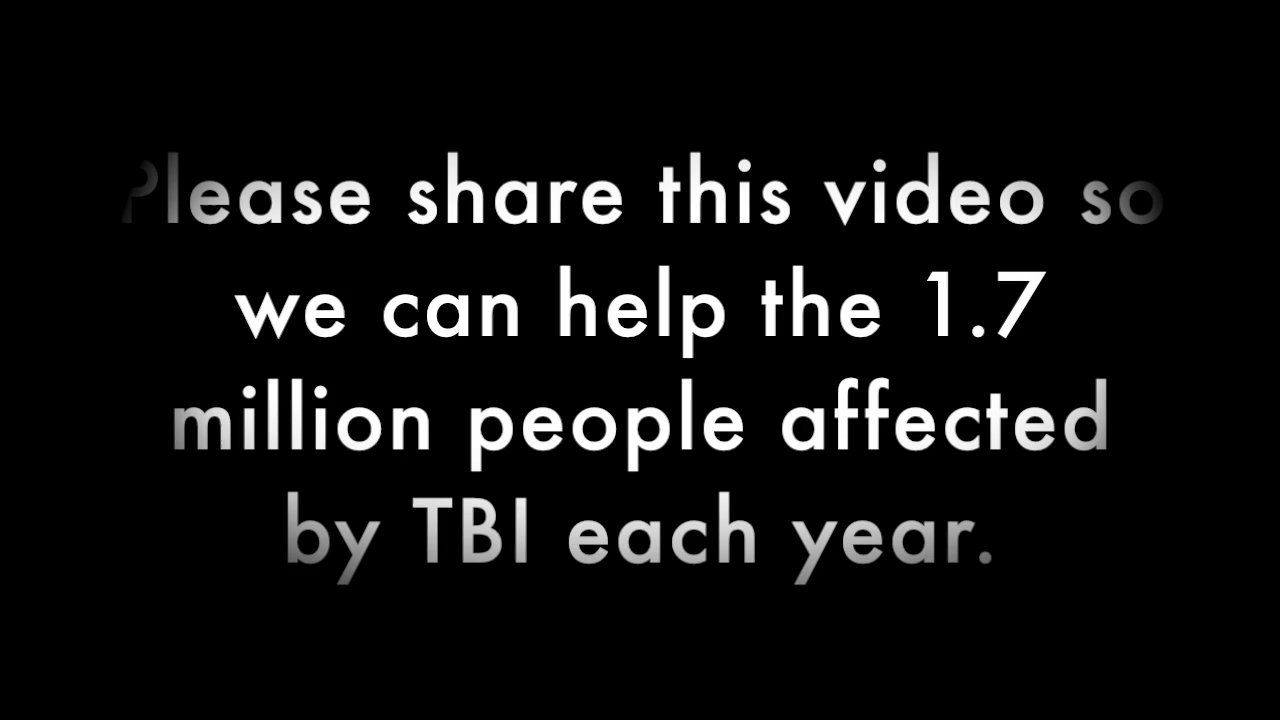 Please share this video so
we can help the 1.7
million people affected
by TBI each year.